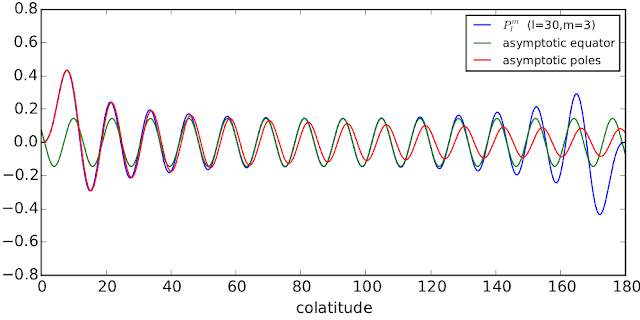 0.8
0.6
0.4
0.2
0.0
−0.2
−0.4
−0.6
−0.8
P_l^m (l=30,m=3)
asymptotic equator
asymptotic poles
0 20 40 60 80 100 120 140 160 180
colatitude